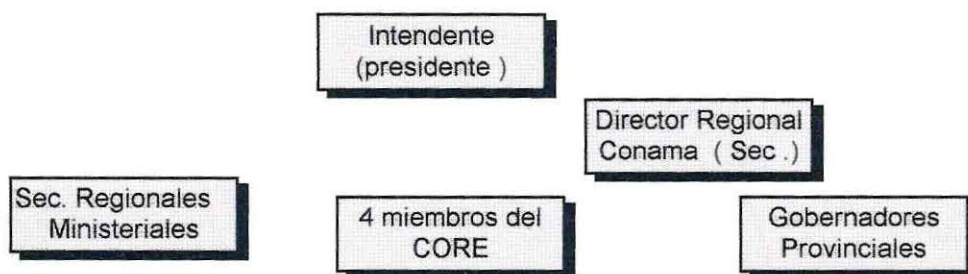 Intendente
(presidente )
Director Regional
Conama ( Sec .)
Sec. Regionales
Ministeriales
4 miembros del
CORE
Gobernadores
Provinciales